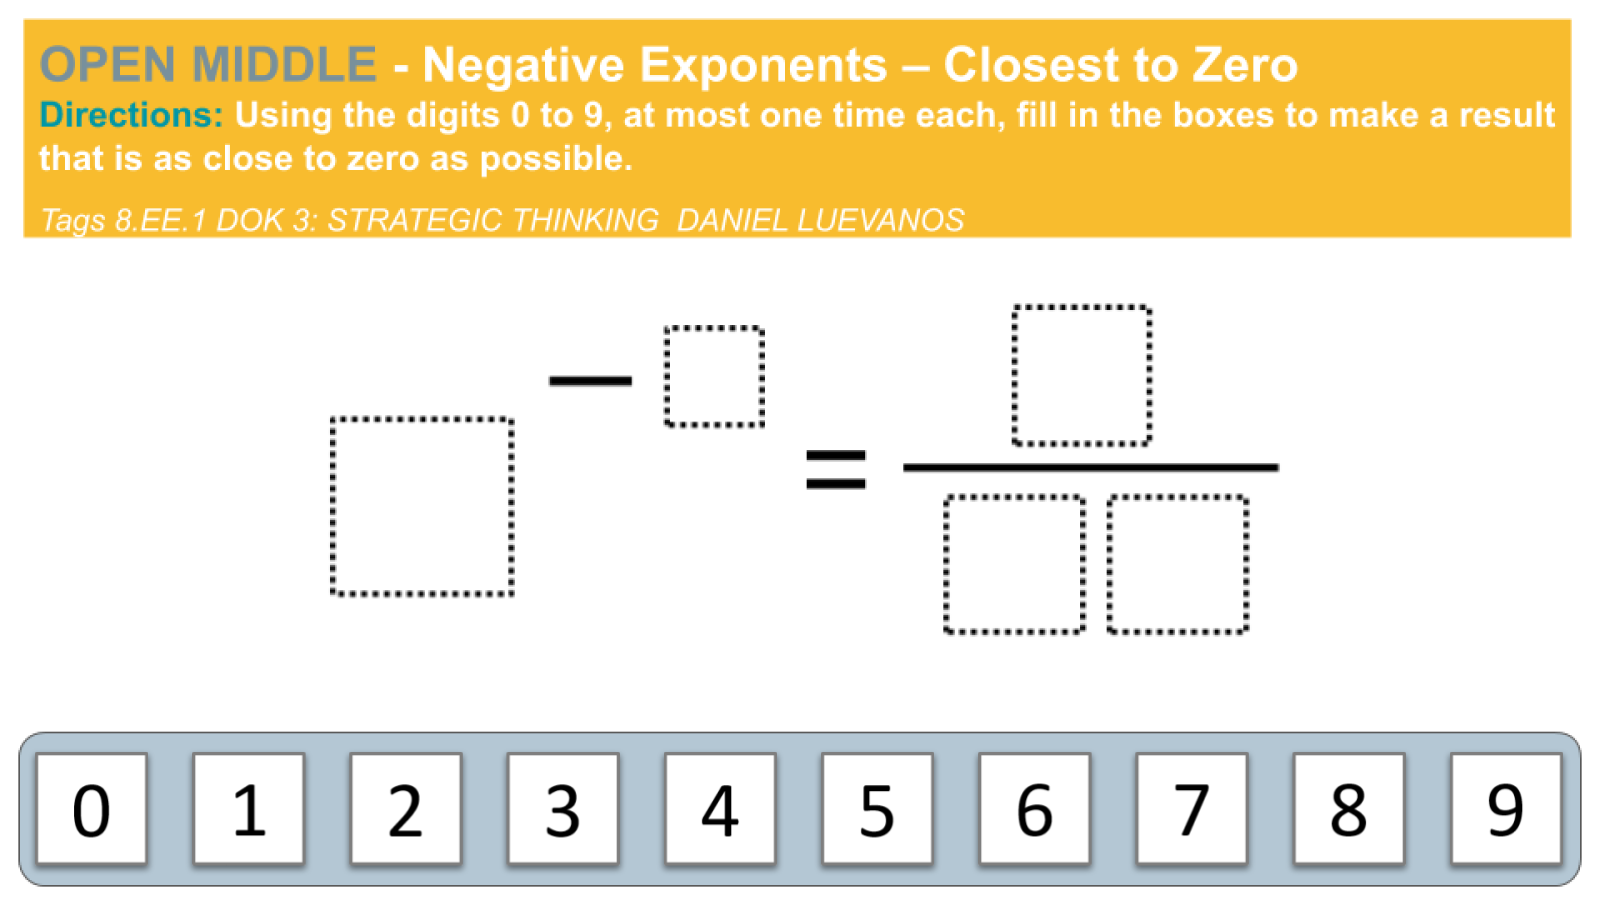 OPEN MIDDLE - Negative Exponents – Closest to Zero
Directions: Using the digits 0 to 9, at most one time each, fill in the boxes to make a result
that is as close to zero as possible.
Tags 8.EE.1 DOK 3: STRATEGIC THINKING DANIEL LUEVANOS
− =
0 1 2 3 4 5 6 7 8 9